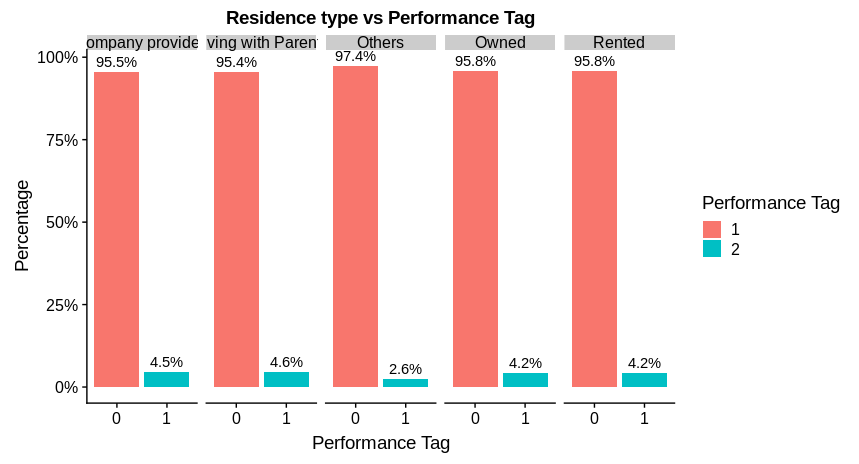 Residence type vs Performance Tag
ompany provide ving with Paren Others Owned Rented
100%
75%
50%
25%
0%
Percentage
95.5% 4.5% 95.4% 4.6% 97.4% 2.6% 95.8% 4.2% 95.8% 4.2%
0 1 0 1 0 1 0 1 0 1
Performance Tag
Performance Tag
1
2